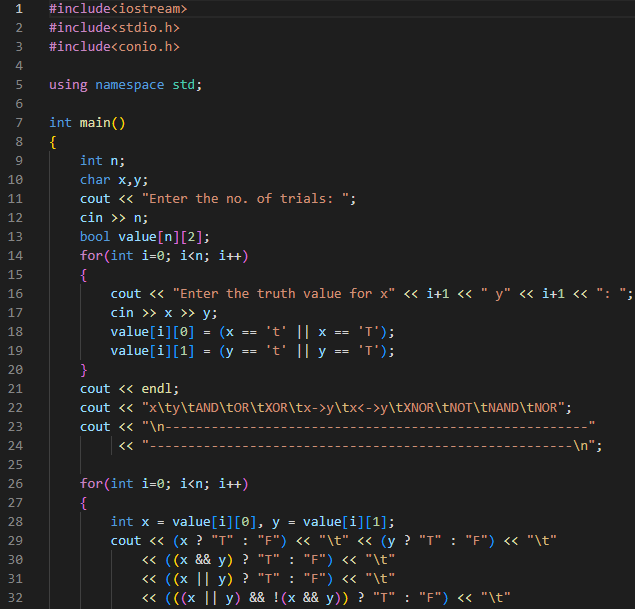 1 #include<iostream>
2 #include<stdio.h>
3 #include<conio.h>
4
5 using namespace std;
6
7 int main()
8 {
9     int n;
10     char x,y;
11     cout << "Enter the no. of trials: ";
12     cin >> n;
13     bool value[n][2];
14     for(int i=0; i<n; i++)
15     {
16         cout << "Enter the truth value for x" << i+1 << " y" << i+1 << ": ";
17         cin >> x >> y;
18         value[i][0] = (x == 't' || x == 'T');
19         value[i][1] = (y == 't' || y == 'T');
20     }
21     cout << endl;
22     cout << "x\ty\tAND\tOR\tXOR\tx->y\tx<->y\tXNOR\tNOT\tNAND\tNOR";
23     cout << "\n-------------------------------------------------------"
24          << "-------------------------------------------------------\n";
25
26     for(int i=0; i<n; i++)
27     {
28         int x = value[i][0], y = value[i][1];
29         cout << (x ? "T" : "F") << "\t" << (y ? "T" : "F") << "\t"
30             << ((x && y) ? "T" : "F") << "\t"
31             << ((x || y) ? "T" : "F") << "\t"
32             << (((x || y) && !(x && y)) ? "T" : "F") << "\t"